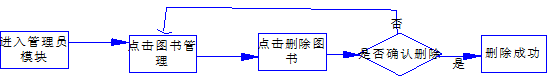 否
进入管理员
模块
点击图书管
理
点击删除图
书
是否确认删除
是
删除成功